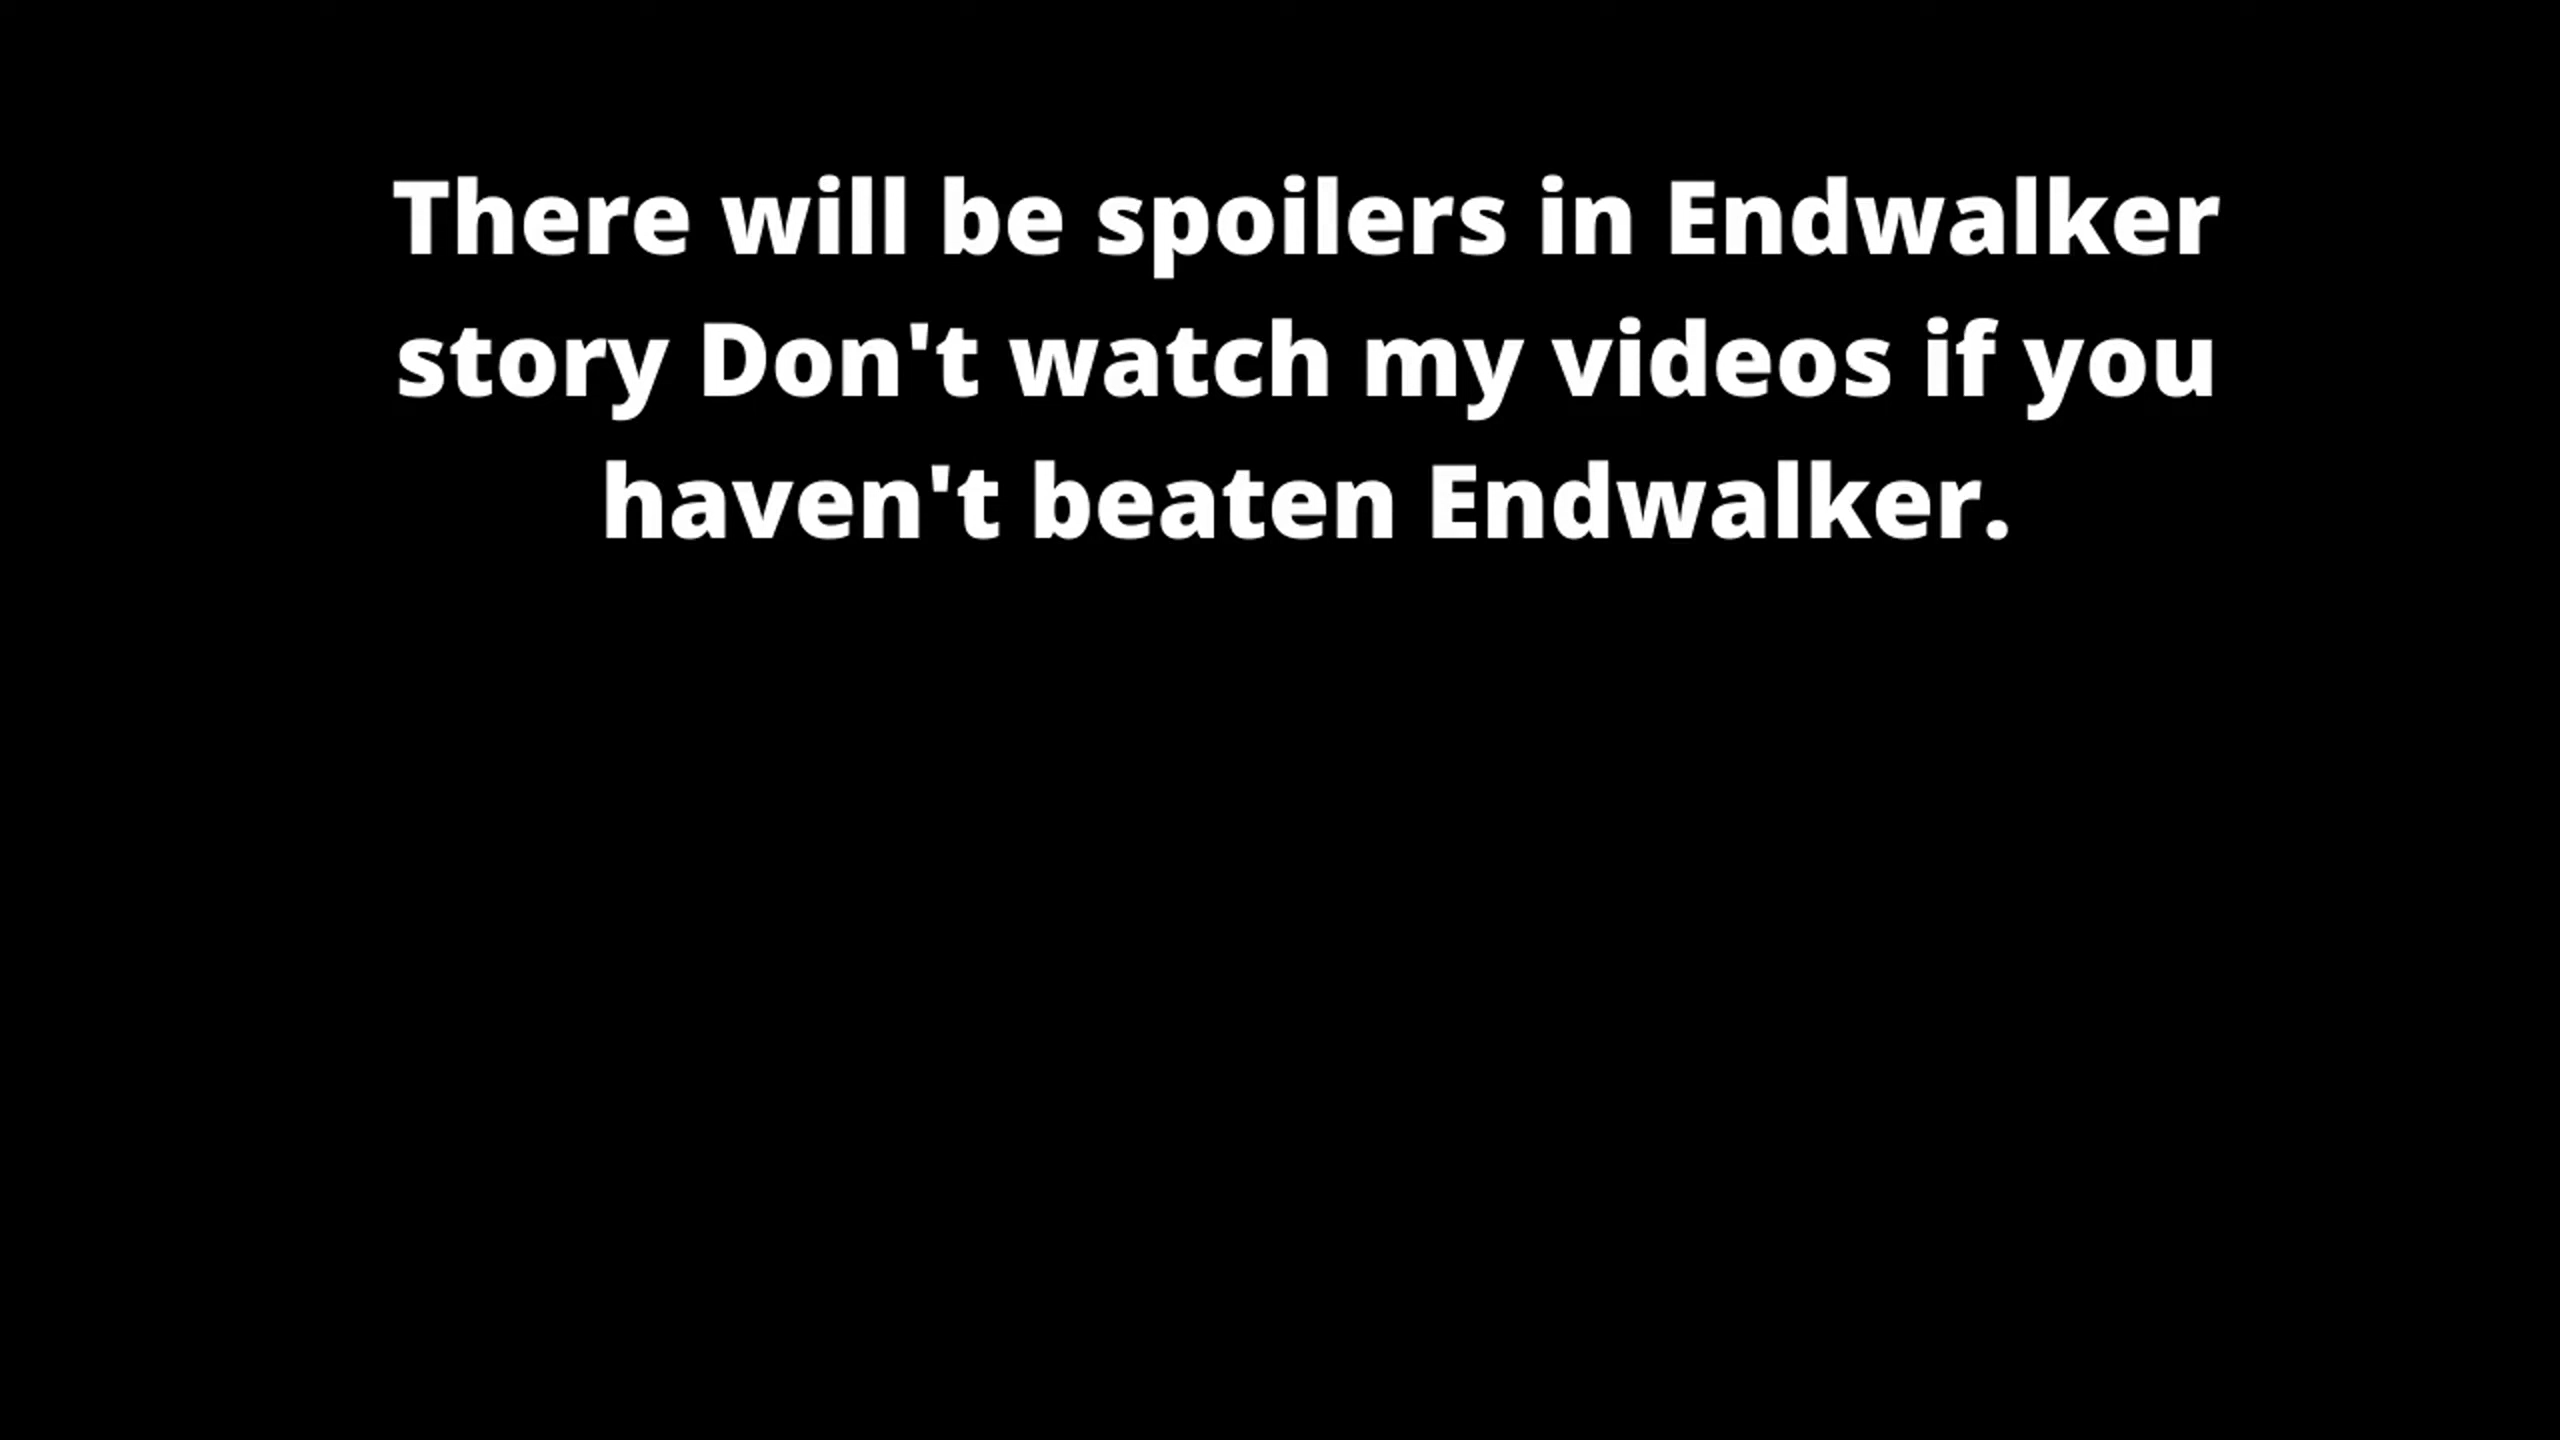 There will be spoilers in Endwalker
story Don't watch my videos if you
haven't beaten Endwalker.